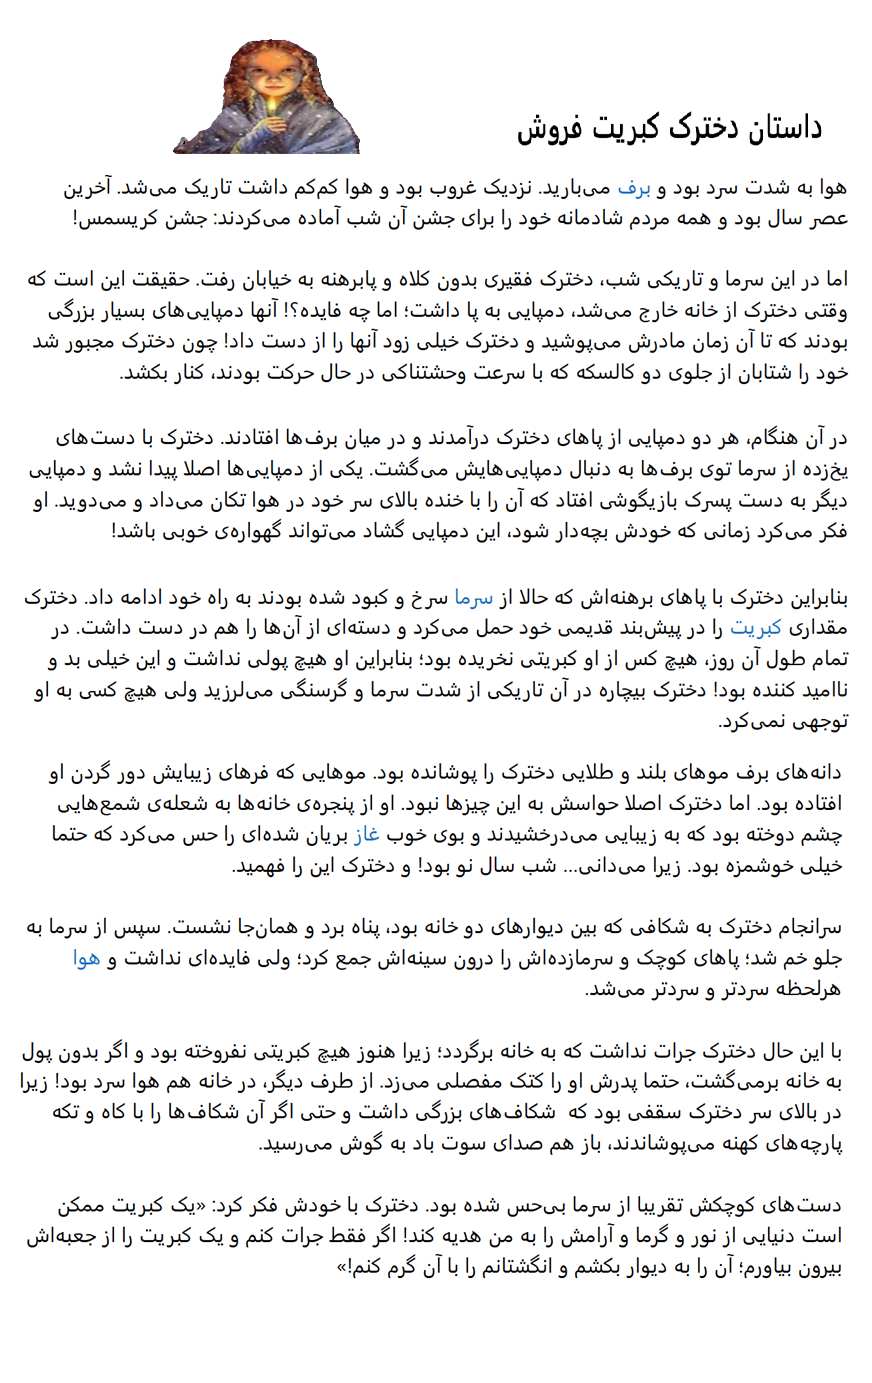 داستان دخترک کبریت فروش
هوا به شدت سرد بود و برف می‌بارید. نزدیک غروب بود و هوا کم‌کم داشت تاریک می‌شد. آخرین
عصر سال بود و همه مردم شادمانه خود را برای جشن آن شب آماده می‌کردند: جشن کریسمس!
اما در این سرما و تاریکی شب، دخترک فقیری بدون کلاه و پابرهنه به خیابان رفت. حقیقت این است که
وقتی دخترک از خانه خارج می‌شد، دمپایی به پا داشت؛ اما چه فایده؟! آنها دمپایی‌های بسیار بزرگی
بودند که تا آن زمان مادرش می‌پوشید و دخترک خیلی زود آنها را از دست داد! چون دخترک مجبور شد
خود را شتابان از جلوی دو کالسکه که با سرعت وحشتناکی در حال حرکت بودند، کنار بکشد.
در آن هنگام، هر دو دمپایی از پاهای دخترک درآمدند و در میان برف‌ها افتادند. دخترک با دست‌های
یخ‌زده از سرما توی برف‌ها به دنبال دمپایی‌هایش می‌گشت. یکی از دمپایی‌ها اصلا پیدا نشد و دمپایی
دیگر به دست پسرک بازیگوشی افتاد که آن را با خنده بالای سر خود در هوا تکان می‌داد و می‌دوید. او
فکر می‌کرد زمانی که خودش بچه‌دار شود، این دمپایی گشاد می‌تواند گهواره‌ی خوبی باشد!
بنابراین دخترک با پاهای برهنه‌اش که حالا از سرما سرخ و کبود شده بودند به راه خود ادامه داد. دخترک
مقداری کبریت را در پیش‌بند قدیمی خود حمل می‌کرد و دسته‌ای از آن‌ها را هم در دست داشت. در
تمام طول آن روز، هیچ کس از او کبریتی نخریده بود؛ بنابراین او هیچ پولی نداشت و این خیلی بد و
ناامید کننده بود! دخترک بیچاره در آن تاریکی از شدت سرما و گرسنگی می‌لرزید ولی هیچ کسی به او
توجهی نمی‌کرد.
دانه‌های برف موهای بلند و طلایی دخترک را پوشانده بود. موهایی که فرهای زیبایش دور گردن او
افتاده بود. اما دخترک اصلا حواسش به این چیزها نبود. او از پنجره‌ی خانه‌ها به شعله‌ی شمع‌هایی
چشم دوخته بود که به زیبایی می‌درخشیدند و بوی خوب غاز بریان شده‌ای را حس می‌کرد که حتما
خیلی خوشمزه بود. زیرا می‌دانی... شب سال نو بود! و دخترک این را فهمید.
سرانجام دخترک به شکافی که بین دیوارهای دو خانه بود، پناه برد و همان‌جا نشست. سپس از سرما به
جلو خم شد؛ پاهای کوچک و سرمازده‌اش را درون سینه‌اش جمع کرد؛ ولی فایده‌ای نداشت و هوا
هرلحظه سردتر و سردتر می‌شد.
با این حال دخترک جرات نداشت که به خانه برگردد؛ زیرا هنوز هیچ کبریتی نفروخته بود و اگر بدون پول
به خانه برمی‌گشت، حتما پدرش او را کتک مفصلی می‌زد. از طرف دیگر، در خانه هم هوا سرد بود! زیرا
در بالای سر دخترک سقفی بود که  شکاف‌های بزرگی داشت و حتی اگر آن شکاف‌ها را با کاه و تکه
پارچه‌های کهنه می‌پوشاندند، باز هم صدای سوت باد به گوش می‌رسید.
دست‌های کوچکش تقریبا از سرما بی‌حس شده بود. دخترک با خودش فکر کرد: «یک کبریت ممکن
است دنیایی از نور و گرما و آرامش را به من هدیه کند! اگر فقط جرات کنم و یک کبریت را از جعبه‌اش
بیرون بیاورم؛ آن را به دیوار بکشم و انگشتانم را با آن گرم کنم!»